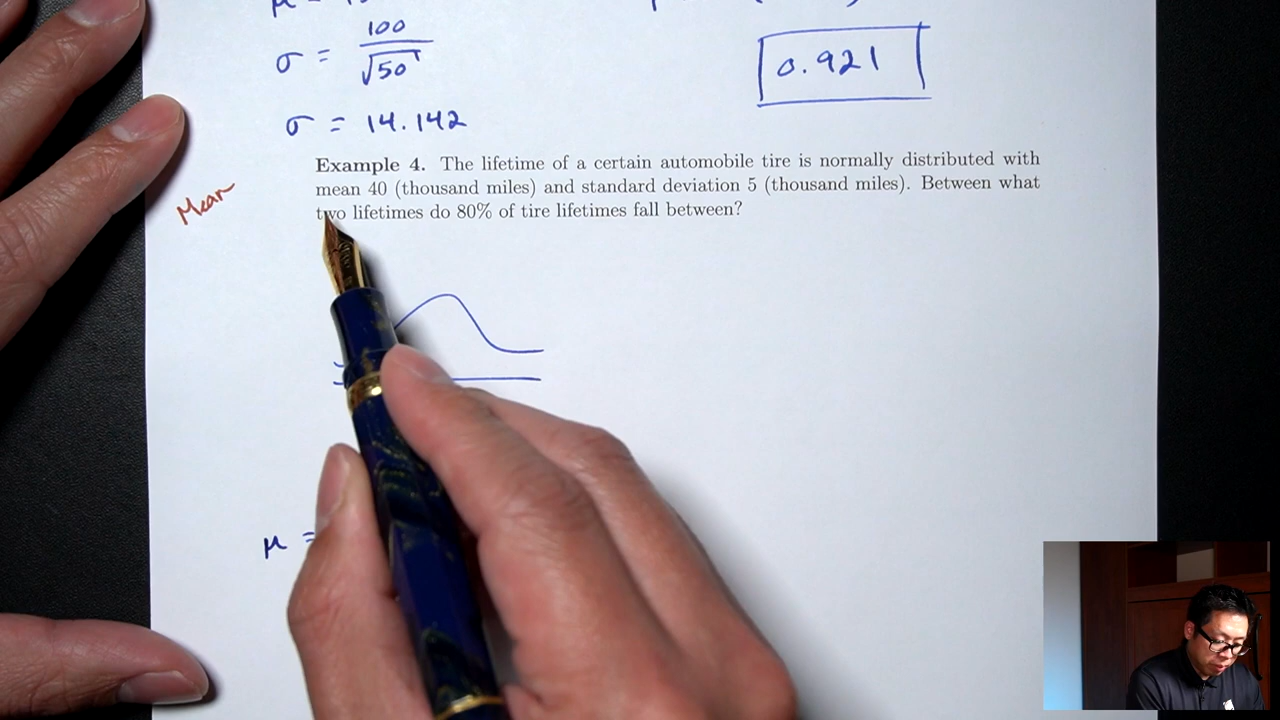 σ = 100/√50
0.921
σ = 14.142
Example 4. The lifetime of a certain automobile tire is normally distributed with
mean 40 (thousand miles) and standard deviation 5 (thousand miles). Between what
two lifetimes do 80% of tire lifetimes fall between?
Mean
μ =